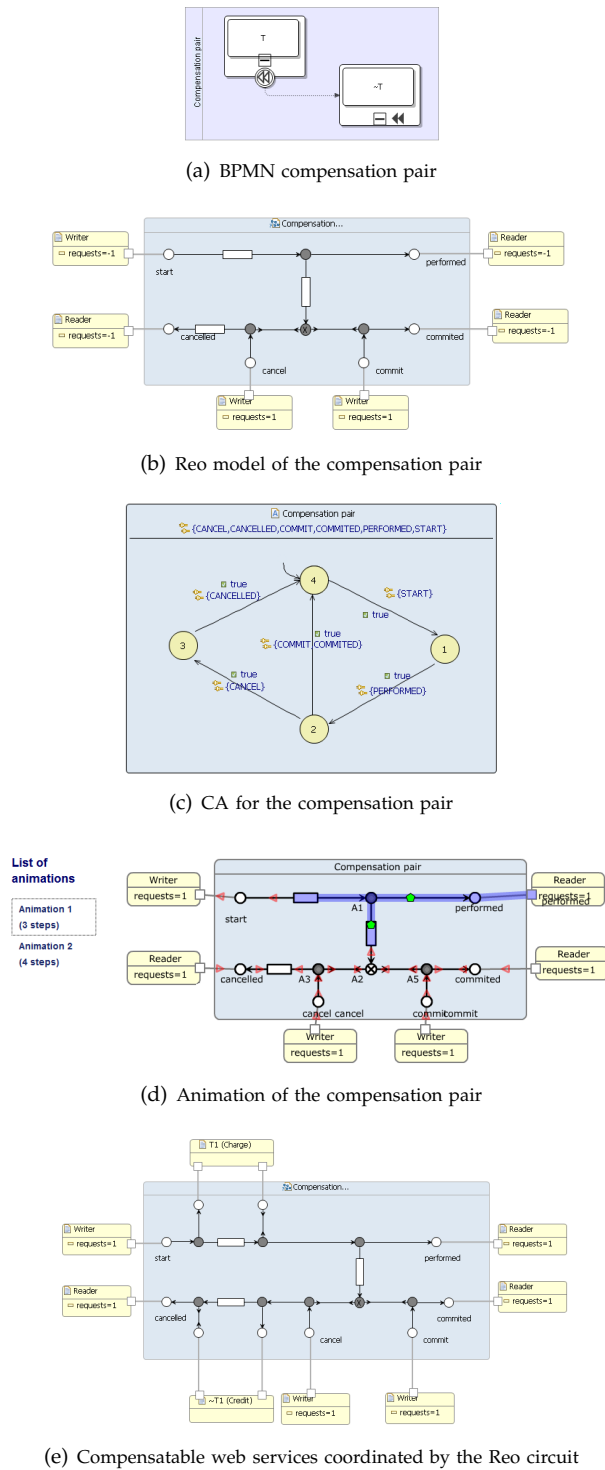 Compensation pair
T
~T
(a) BPMN compensation pair
Compensation...
Writer
requests=-1
Reader
requests=-1
start
performed
Reader
requests=-1
Reader
requests=-1
cancelled
X
commited
cancel
commit
Writer
requests=1
Writer
requests=1
(b) Reo model of the compensation pair
Compensation pair
{CANCEL,CANCELLED,COMMIT,COMMITED,PERFORMED,START}
4
true
{CANCELLED}
{START}
true
true
{COMMIT,COMMITED}
3
1
true
{CANCEL}
true
{PERFORMED}
2
(c) CA for the compensation pair
List of
animations
Animation 1
(3 steps)
Animation 2
(4 steps)
Compensation pair
Writer
requests=1
Reader
requests=1
performed
start
A1
performed
Reader
requests=1
Reader
requests=1
cancelled
A3
A2
A5
commited
cancel cancel
commit commit
Writer
requests=1
Writer
requests=1
(d) Animation of the compensation pair
T1 (Charge)
Compensation...
Writer
requests=1
Reader
requests=1
start
performed
Reader
requests=1
Reader
requests=1
cancelled
X
commited
cancel
commit
~T1 (Credit)
Writer
requests=1
Writer
requests=1
(e) Compensatable web services coordinated by the Reo circuit